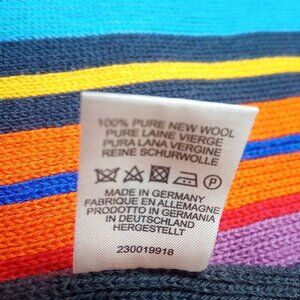 100% PURE NEW WOOL
PURE LAINE VIERGE
PURA LANA VERGINE
REINE SCHURWOLLE
P
MADE IN GERMANY
FABRIQUE EN ALLEMAGNE
PRODOTTO IN GERMANIA
IN DEUTSCHLAND
HERGESTELLT
230019918